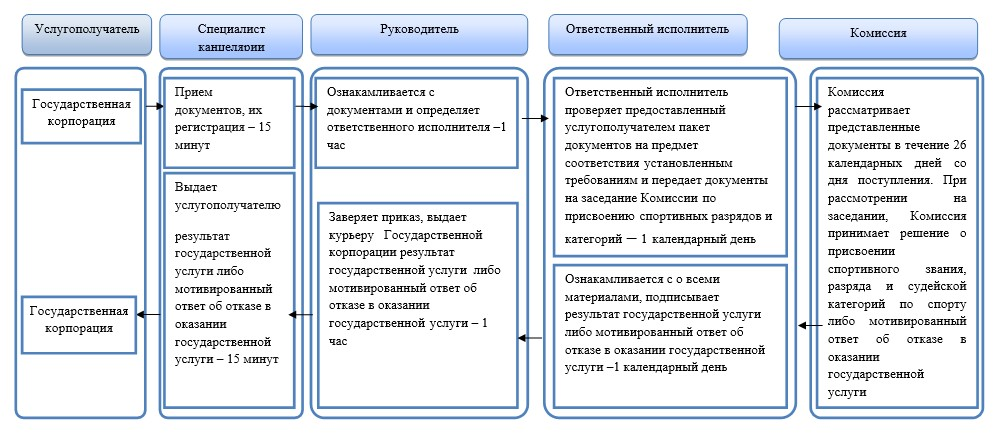 Услугополучатель
Специалист
канцелярии
Руководитель
Ответственный исполнитель
Комиссия
Государственная
корпорация
Прием
документов, их
регистрация – 15
минут
Ознакамливается с
документами и определяет
ответственного исполнителя –1
час
Ответственный исполнитель
проверяет предоставленный
услугополучателем пакет
документов на предмет
соответствия установленным
требованиям и передает документы
на заседание Комиссии по
присвоению спортивных разрядов и
категорий — 1 календарный день
Комиссия
рассматривает
представленные
документы в течение 26
календарных дней со
дня поступления. При
рассмотрении на
заседании, Комиссия
принимает решение о
присвоении
спортивного звания,
разряда и судейской
категорий по спорту
либо мотивированный
ответ об отказе в
оказании
государственной
услуги
Ознакамливается с о всеми
материалами, подписывает
результат государственной услуги
либо мотивированный ответ об
отказе в оказании государственной
услуги –1 календарный день
Заверяет приказ, выдает
курьеру Государственной
корпорации результат
государственной услуги либо
мотивированный ответ об
отказе в оказании
государственной услуги – 1
час
Выдает
услугополучателю
результат
государственной
услуги либо
мотивированный
ответ об отказе в
оказании
государственной
услуги – 15 минут
Государственная
корпорация